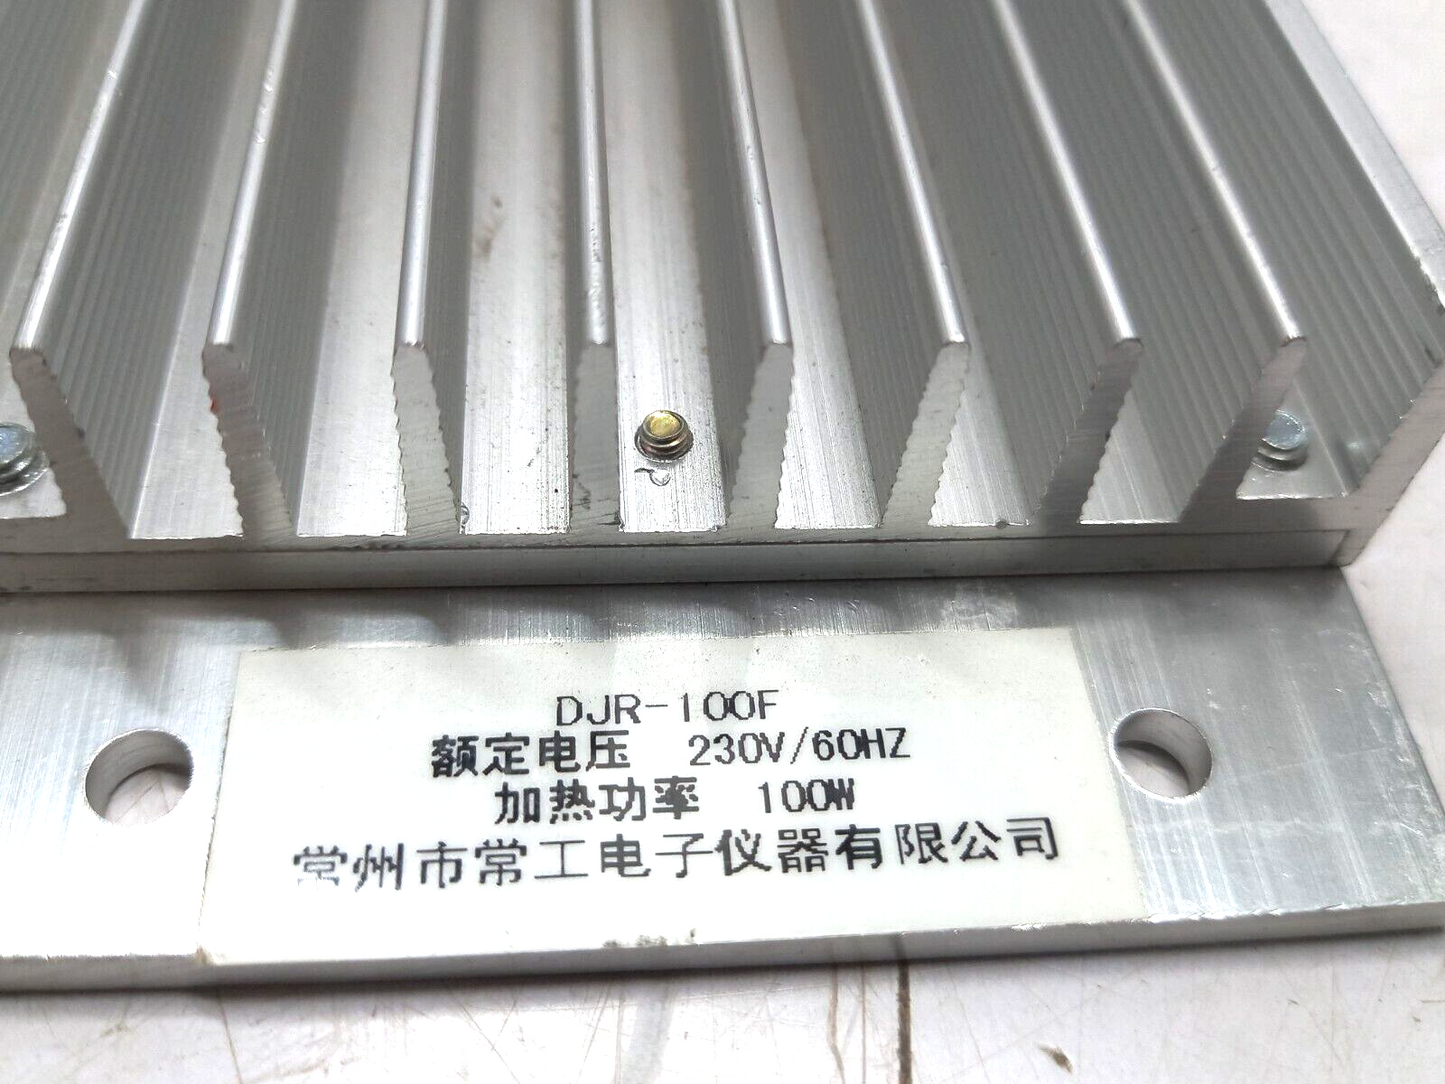 DJR-100F
额定电压 230V/60HZ
加热功率 100W
常州市常工电子仪器有限公司